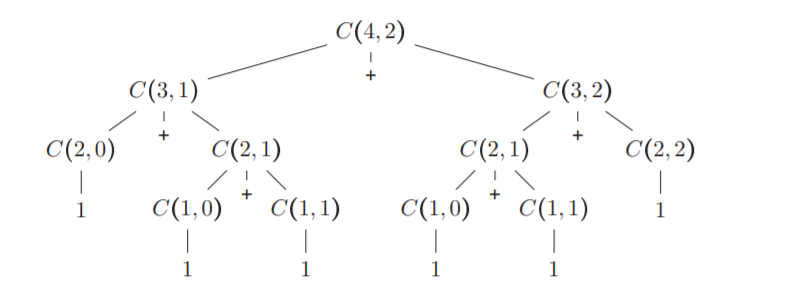 C(4,2)
+
C(3,1) C(3,2)
+ +
C(2,0) C(2,1) C(2,1) C(2,2)
+ +
1 C(1,0) C(1,1) C(1,0) C(1,1) 1
1 1 1 1